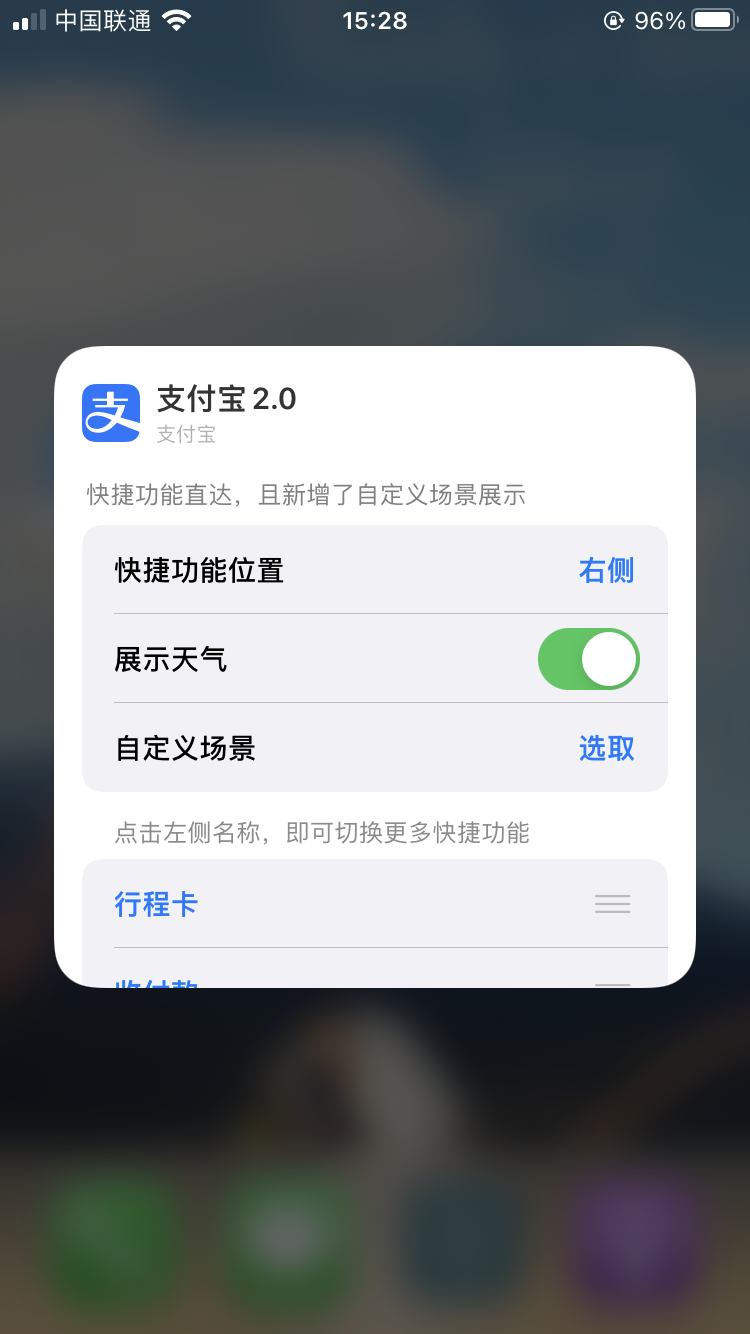 中国联通
15:28
96%
支付宝 2.0
支付宝
快捷功能直达，且新增了自定义场景展示
快捷功能位置
右侧
展示天气
自定义场景
选取
点击左侧名称，即可切换更多快捷功能
行程卡
收付款